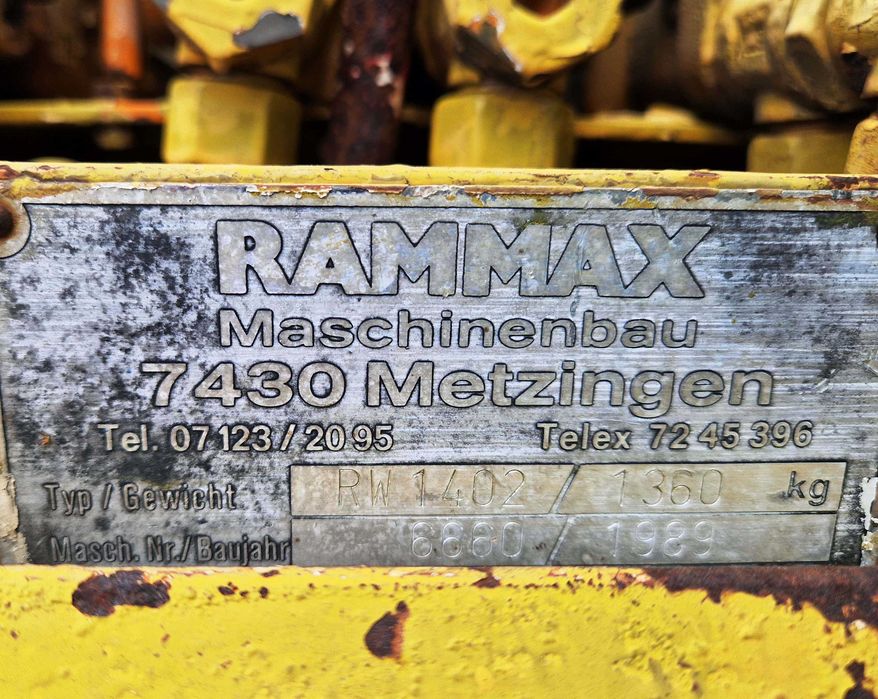 RAMMAX
Maschinenbau
7430 Metzingen
Tel. 07123/2095 Telex 7245396
Typ / Gewicht RW 1402 / 1360 kg
Masch. Nr./Baujahr 6660 / 1989